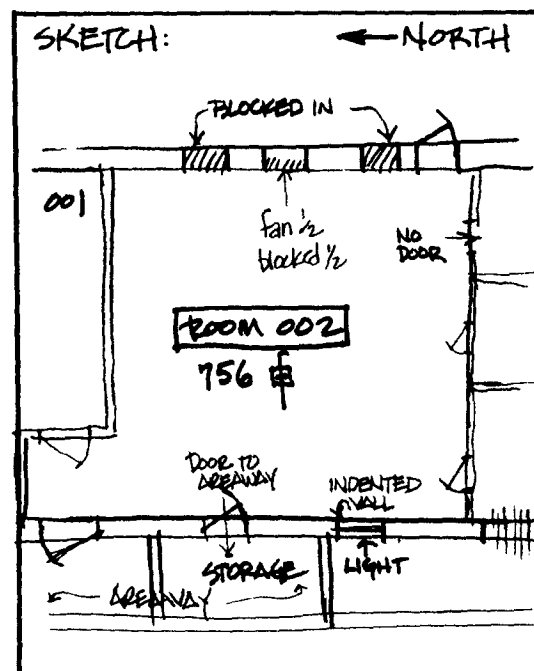 SKETCH:
NORTH
BLOCKED IN
001
fan ½
blocked ½
NO
DOOR
ROOM 002
756
DOOR TO
AREAWAY
INDENTED
WALL
STORAGE
LIGHT
AREAWAY